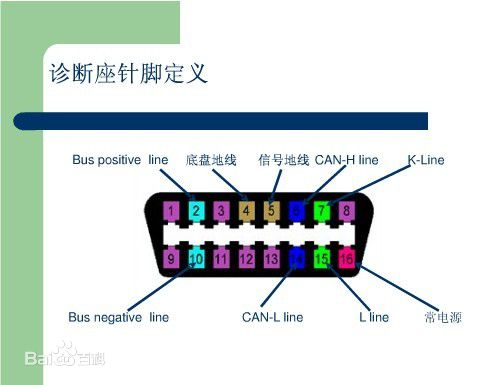 诊断座针脚定义
Bus positive line 底盘地线 信号地线 CAN-H line K-Line
1 2 3 4 5 6 7 8
9 10 11 12 13 14 15 16
Bus negative line CAN-L line L line 常电源
Bai百科